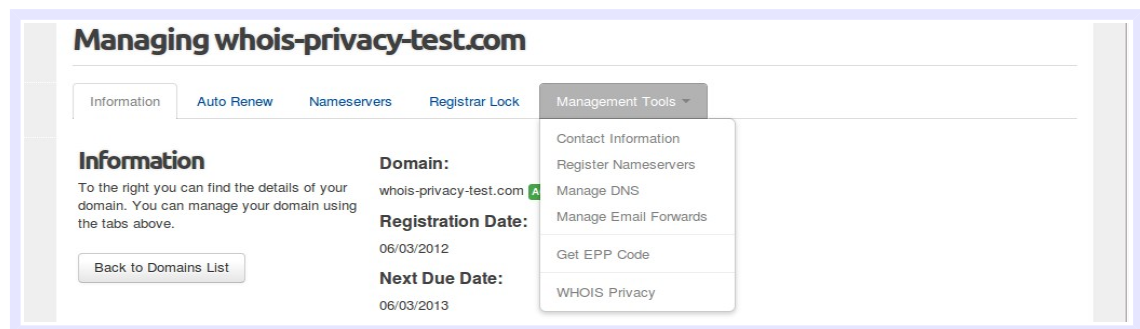 Managing whois-privacy-test.com
Information Auto Renew Nameservers Registrar Lock Management Tools
Information
To the right you can find the details of your
domain. You can manage your domain using
the tabs above.
Back to Domains List
Domain:
whois-privacy-test.com
Registration Date:
06/03/2012
Next Due Date:
06/03/2013
Contact Information
Register Nameservers
Manage DNS
Manage Email Forwards
Get EPP Code
WHOIS Privacy